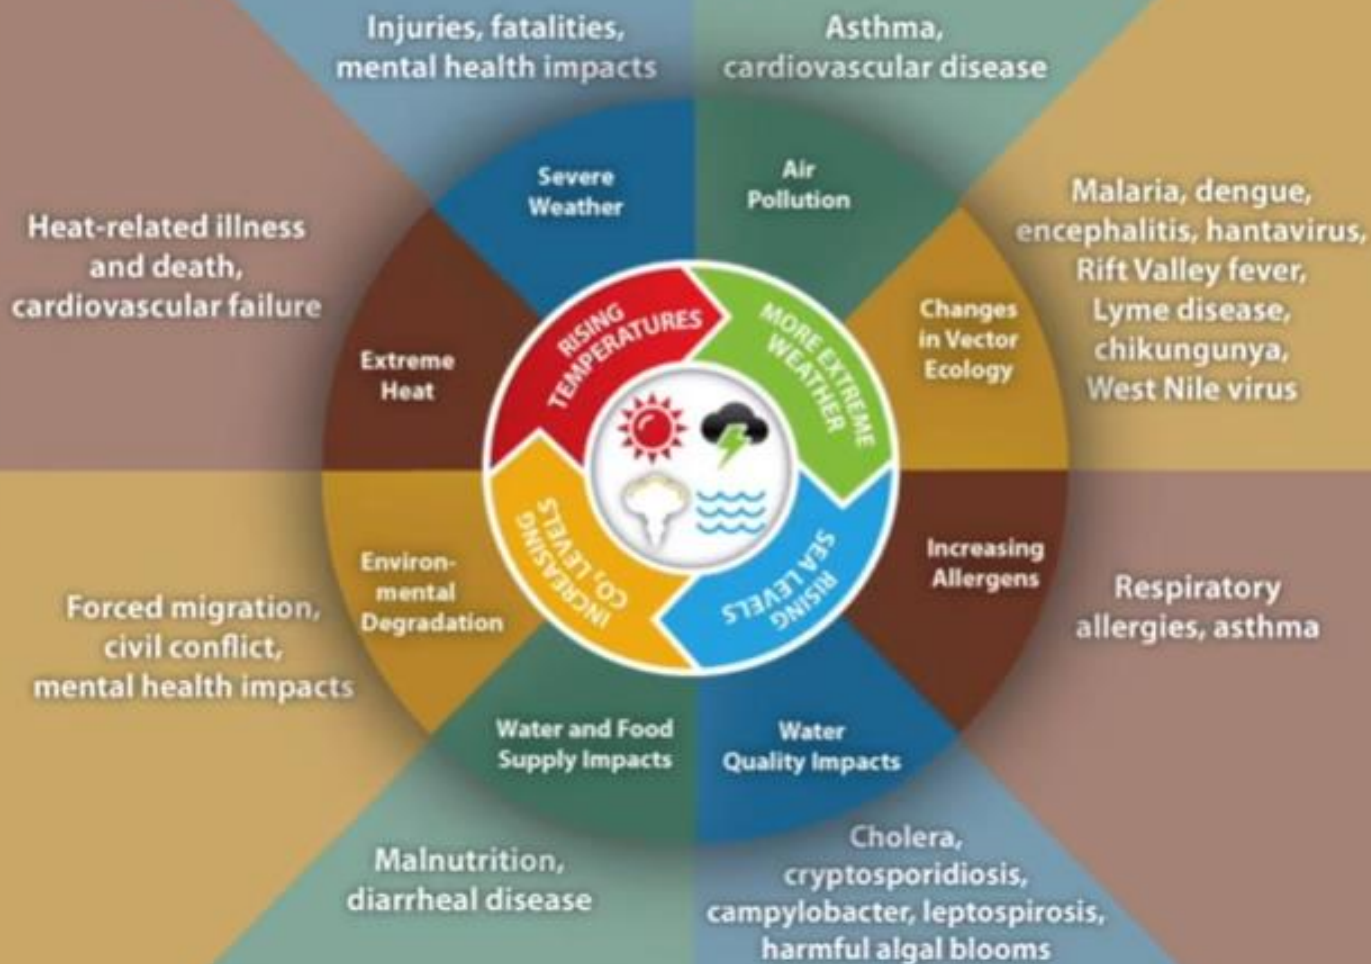 Injuries, fatalities,
mental health impacts
Asthma,
cardiovascular disease
Severe
Weather
Air
Pollution
Malaria, dengue,
encephalitis, hantavirus,
Rift Valley fever,
Lyme disease,
chikungunya,
West Nile virus
Heat-related illness
and death,
cardiovascular failure
Extreme
Heat
Changes
in Vector
Ecology
RISING
TEMPERATURES
MORE EXTREME
WEATHER
RISING
SEA LEVELS
INCREASING
CO₂ LEVELS
Environ-
mental
Degradation
Increasing
Allergens
Forced migration,
civil conflict,
mental health impacts
Respiratory
allergies, asthma
Water and Food
Supply Impacts
Water
Quality Impacts
Malnutrition,
diarrheal disease
Cholera,
cryptosporidiosis,
campylobacter, leptospirosis,
harmful algal blooms